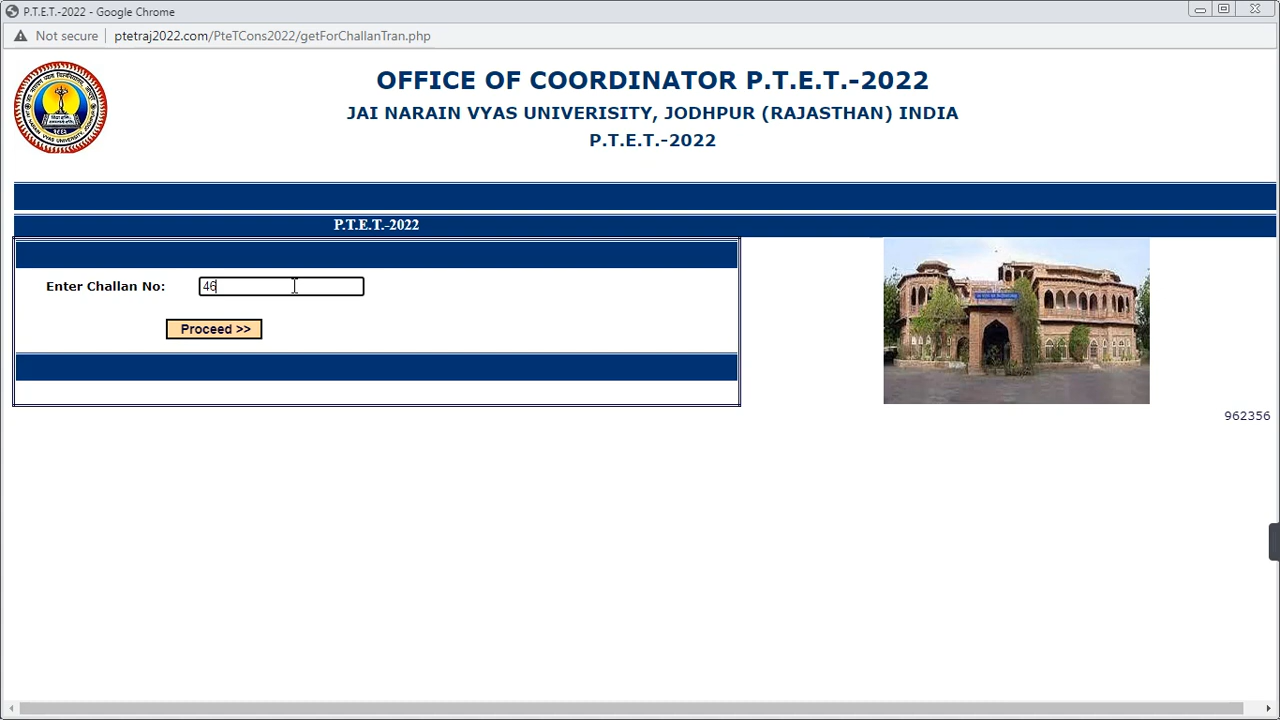 P.T.E.T.-2022 - Google Chrome
Not secure | ptetraj2022.com/PteTCons2022/getForChallanTran.php
OFFICE OF COORDINATOR P.T.E.T.-2022
JAI NARAIN VYAS UNIVERISITY, JODHPUR (RAJASTHAN) INDIA
P.T.E.T.-2022
P.T.E.T.-2022
Enter Challan No: 46
Proceed >>
962356